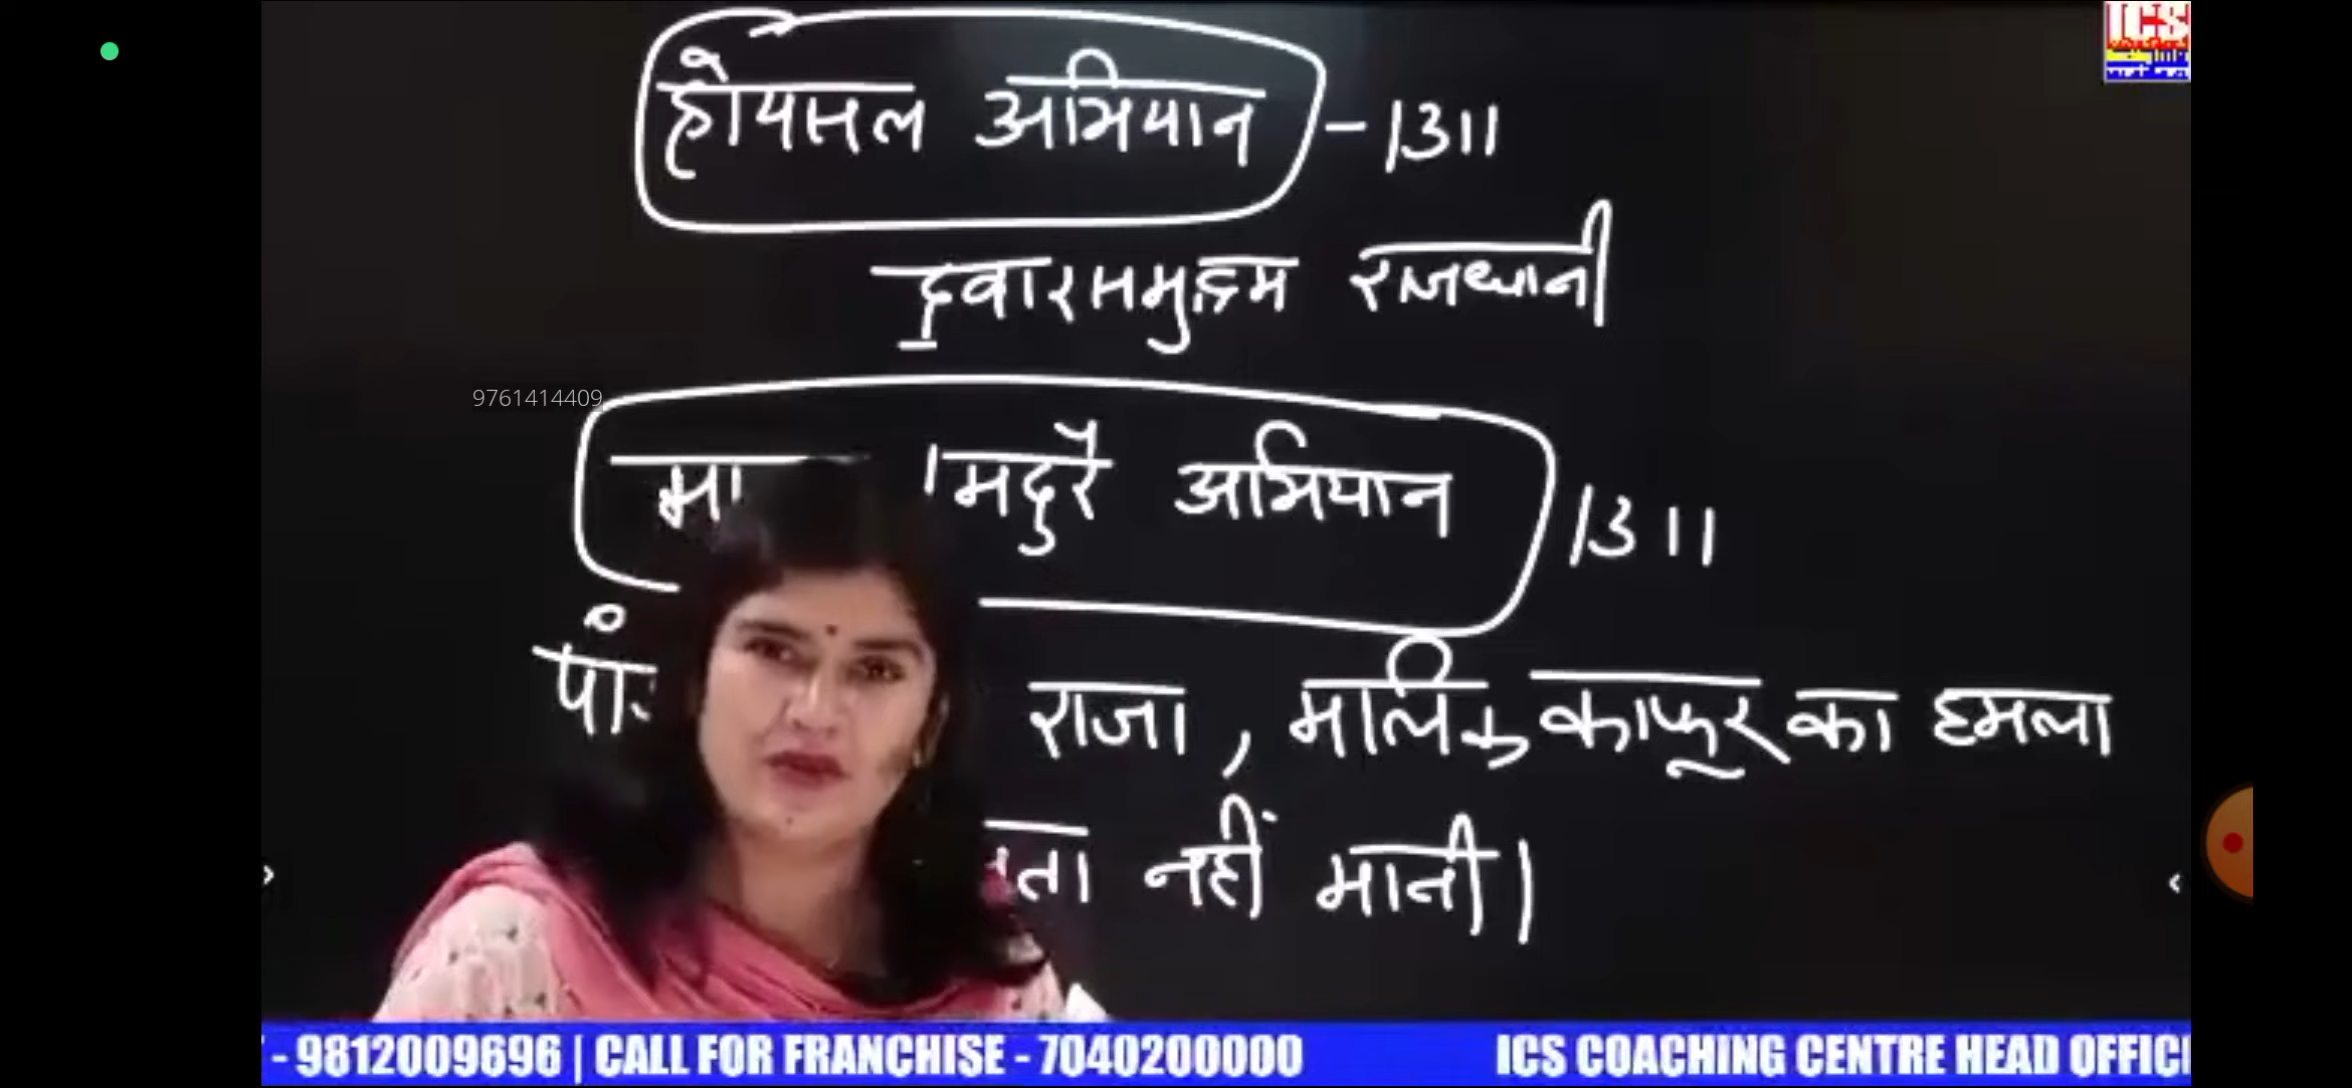 ICS
होयसल अभियान - 1311
द्वारसमुद्रम राजधानी
9761414409
मदुरै अभियान 1311
राजा, मलिक काफूर का हमला
नहीं मानी।
- 9812009696 | CALL FOR FRANCHISE - 7040200000 ICS COACHING CENTRE HEAD OFFIC